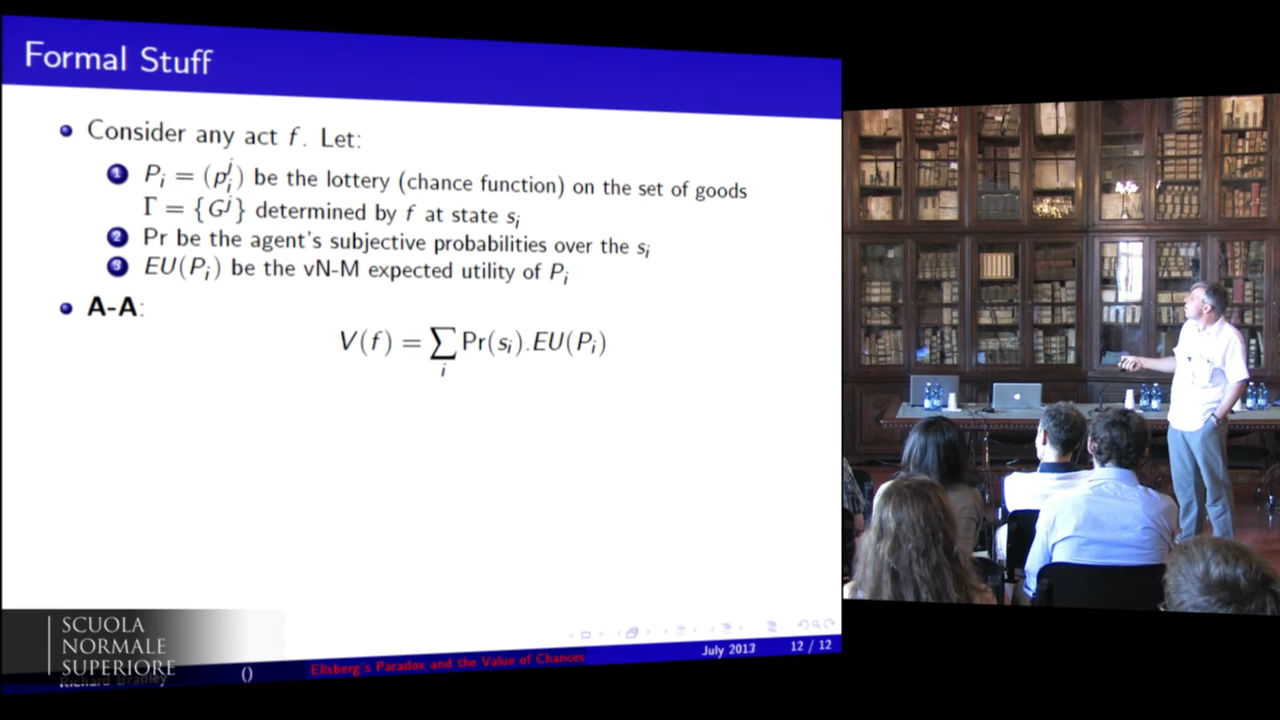 Formal Stuff
Consider any act f. Let:
1 P_i = (p_i^j) be the lottery (chance function) on the set of goods
Γ = {G^j} determined by f at state s_i
2 Pr be the agent's subjective probabilities over the s_i
3 EU(P_i) be the vN-M expected utility of P_i
A-A:
V(f) = ∑_i Pr(s_i).EU(P_i)
SCUOLA
NORMALE
SUPERIORE
Richard Bradley
()
Ellsberg's Paradox and the Value of Chances
July 2013
12 / 12